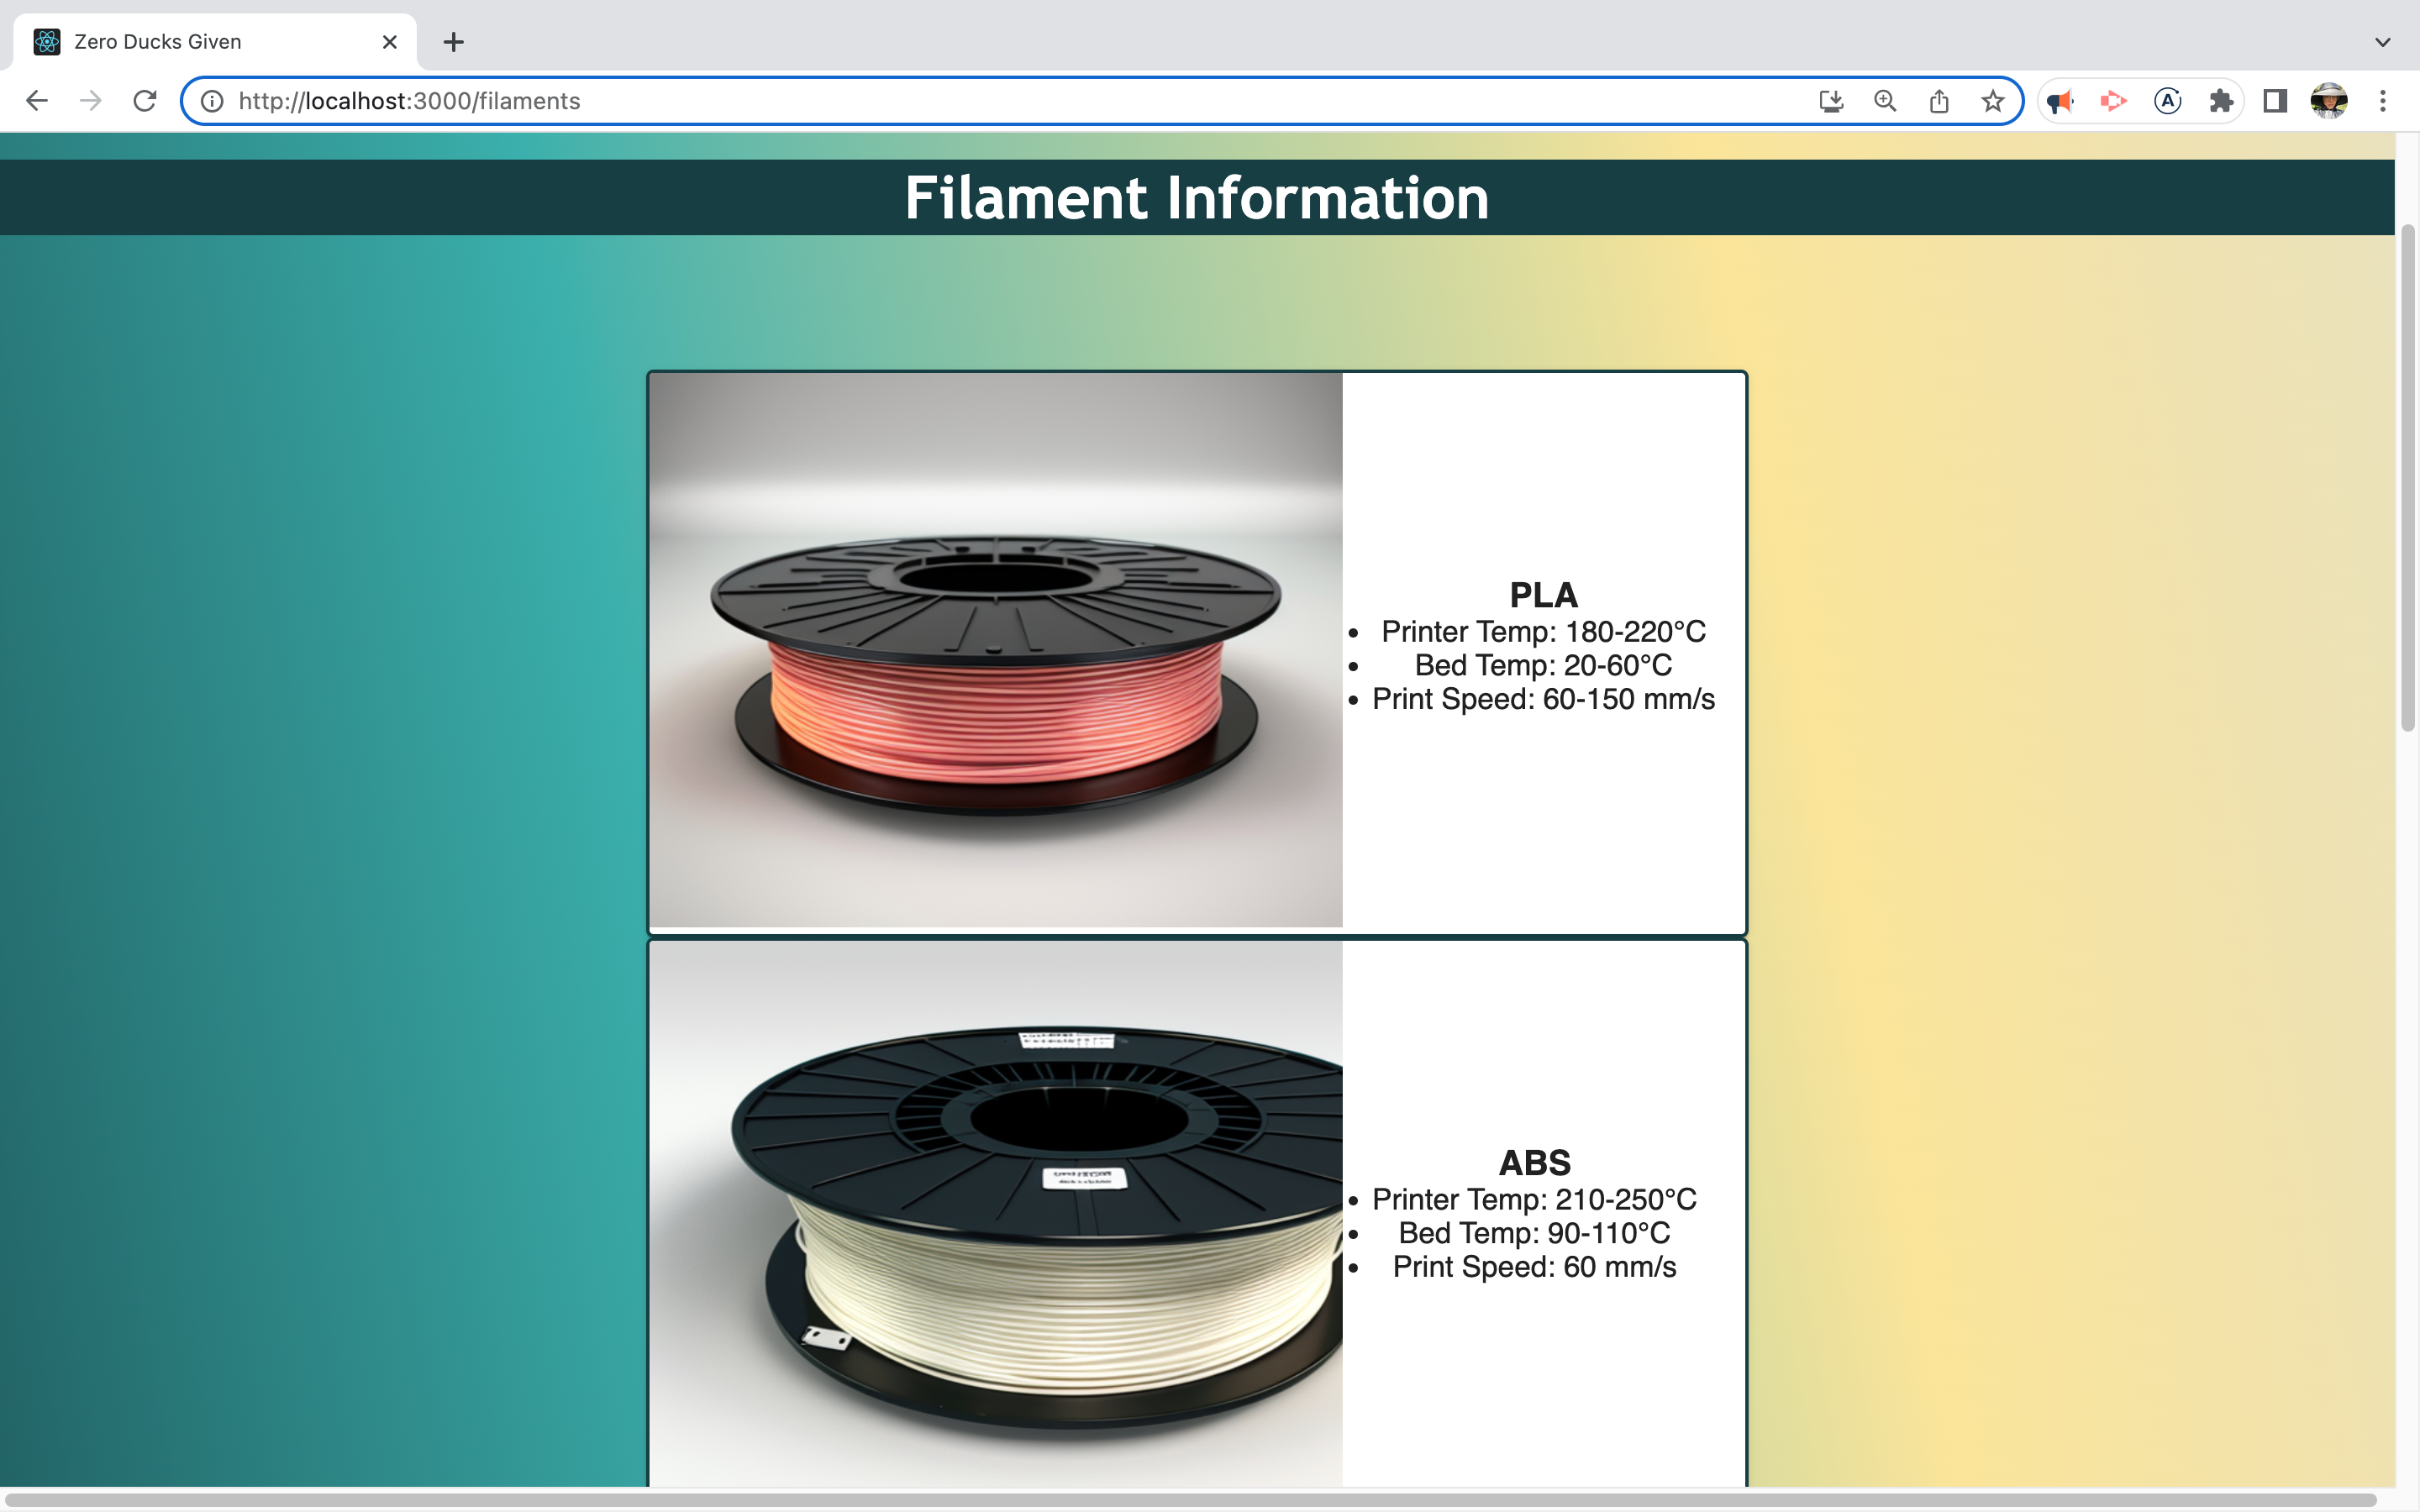 Zero Ducks Given
http://localhost:3000/filaments
A
Filament Information
PLA
• Printer Temp: 180-220°C
• Bed Temp: 20-60°C
• Print Speed: 60-150 mm/s
ABS
• Printer Temp: 210-250°C
• Bed Temp: 90-110°C
• Print Speed: 60 mm/s